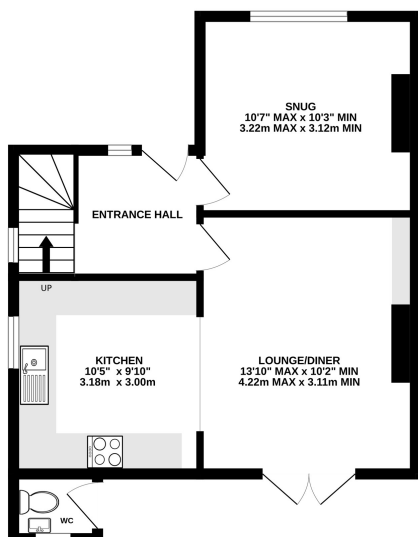 SNUG
10'7" MAX x 10'3" MIN
3.22m MAX x 3.12m MIN
ENTRANCE HALL
UP
KITCHEN
10'5" x 9'10"
3.18m x 3.00m
LOUNGE/DINER
13'10" MAX x 10'2" MIN
4.22m MAX x 3.11m MIN
WC